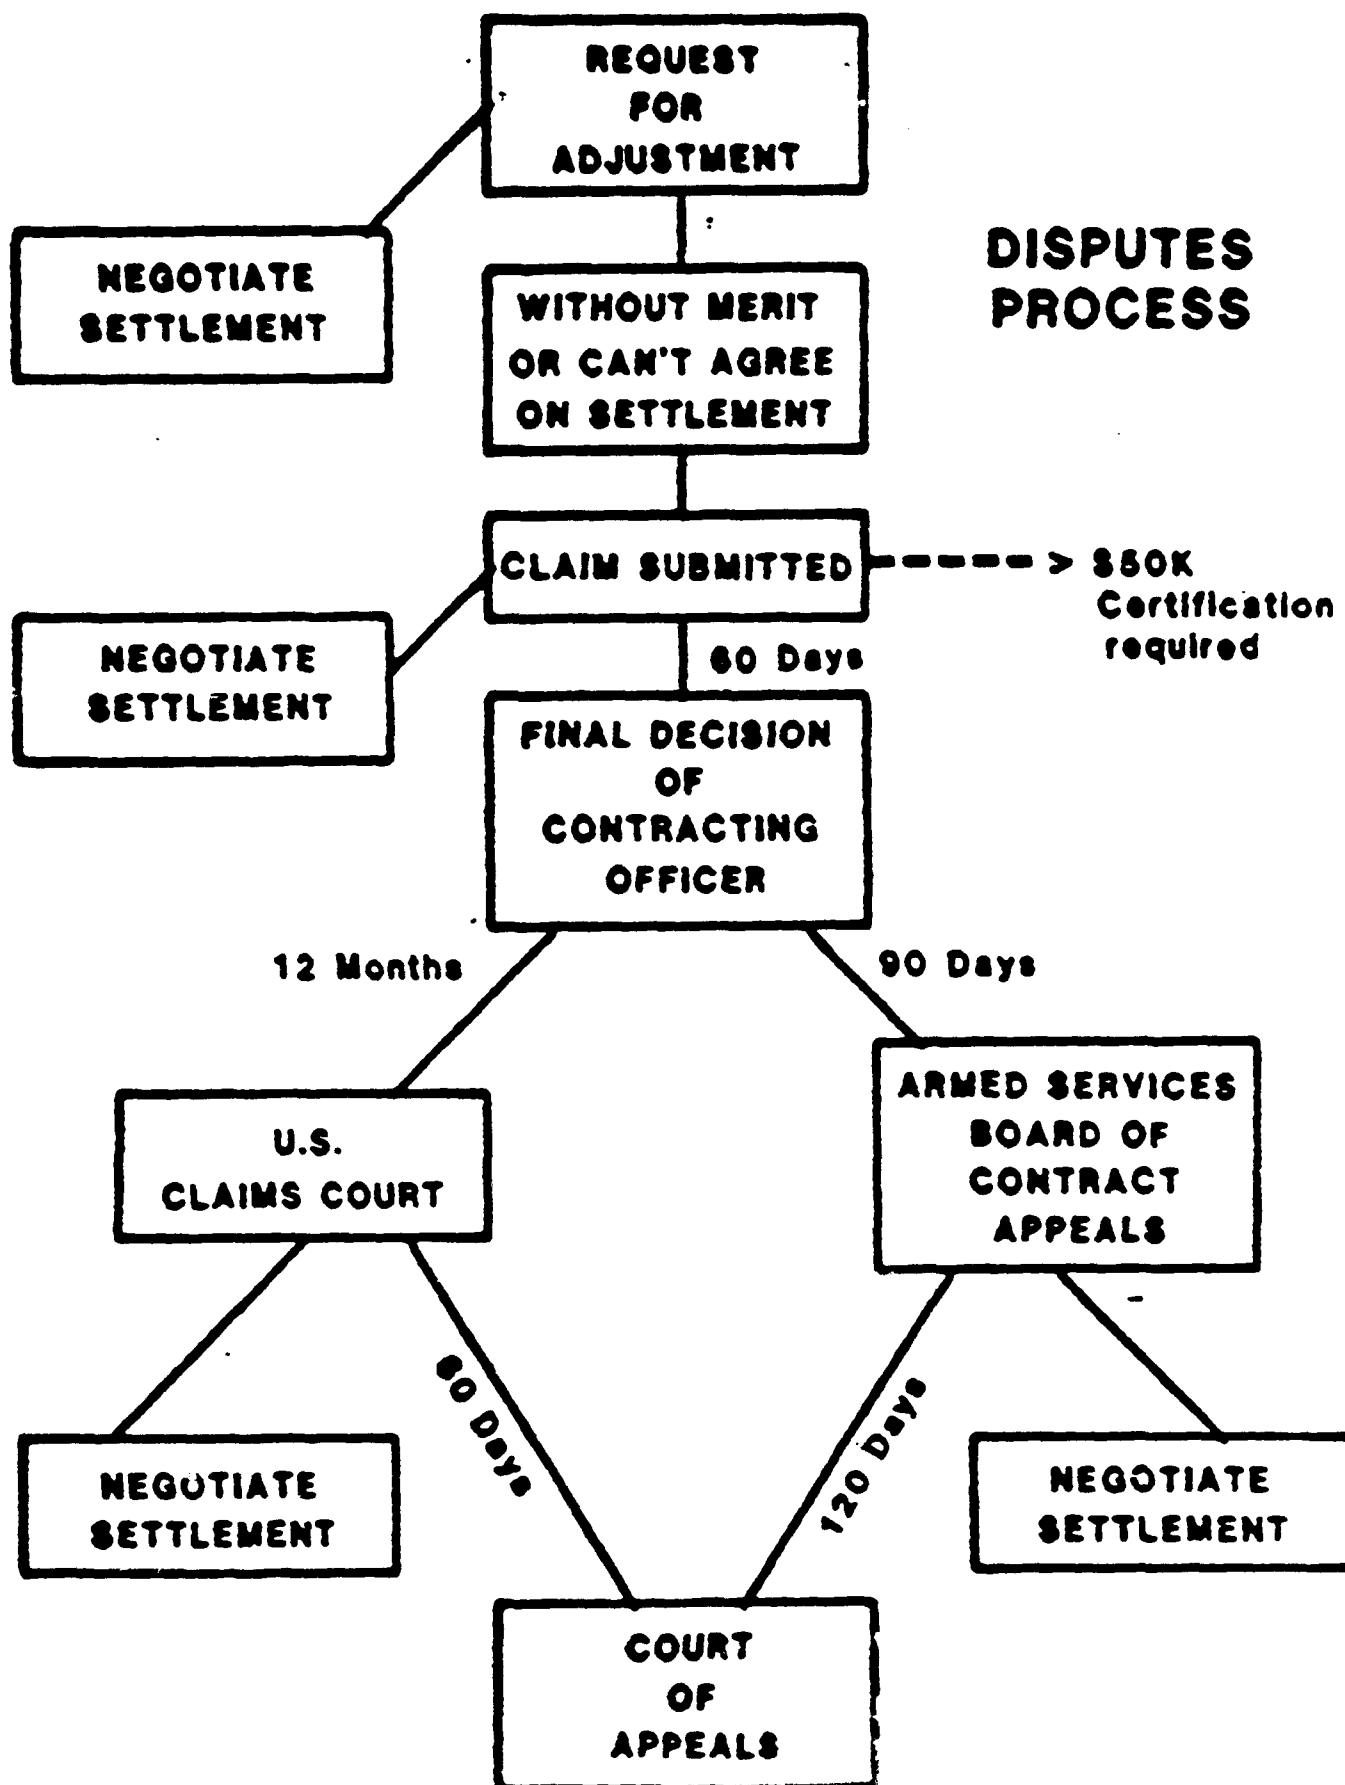 REQUEST
FOR
ADJUSTMENT
NEGOTIATE
SETTLEMENT
DISPUTES
PROCESS
WITHOUT MERIT
OR CAN'T AGREE
ON SETTLEMENT
CLAIM SUBMITTED
> $50K
Certification
required
NEGOTIATE
SETTLEMENT
60 Days
FINAL DECISION
OF
CONTRACTING
OFFICER
12 Months
90 Days
U.S.
CLAIMS COURT
ARMED SERVICES
BOARD OF
CONTRACT
APPEALS
60 Days
120 Days
NEGOTIATE
SETTLEMENT
NEGOTIATE
SETTLEMENT
COURT
OF
APPEALS